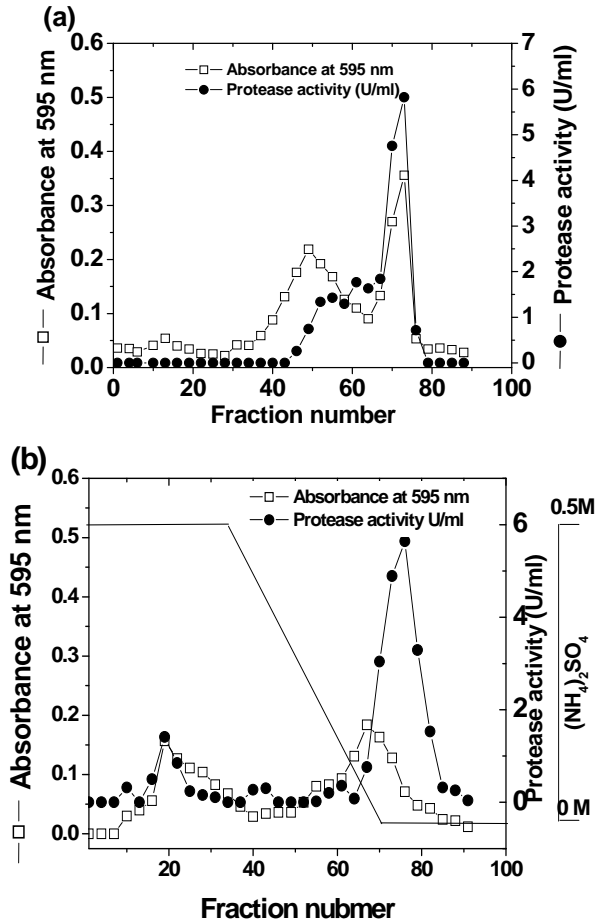 (a)
0.6
0.5
0.4
0.3
0.2
0.1
0.0
7
6
5
4
3
2
1
0
0 20 40 60 80 100
—□— Absorbance at 595 nm
—●— Protease activity (U/ml)
□ Absorbance at 595 nm
● Protease activity (U/ml)
Fraction number
(b)
0.6
0.5
0.4
0.3
0.2
0.1
0.0
6
4
2
0
20 40 60 80 100
—□— Absorbance at 595 nm
Protease activity (U/ml)
□ Absorbance at 595 nm
● Protease activity U/ml
0.5M
(NH₄)₂SO₄
0 M
Fraction nubmer